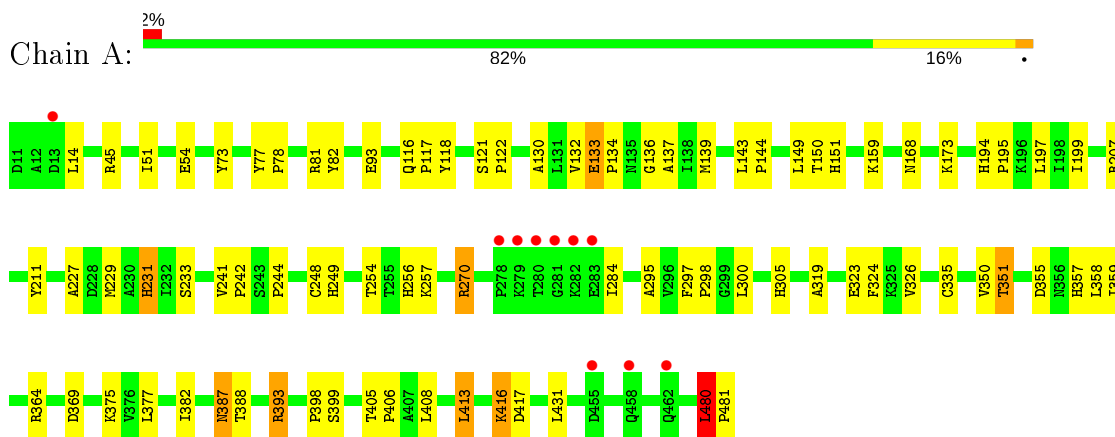 2%
Chain A:
82% 16% •
D11 A12 D13 L14 R45 I51 E54 Y73 Y77 P78 R81 Y82 E93 Q116 P117 Y118 S121 P122 A130 L131 V132 E133 P134 N135 G136 A137 I138 M139 L143 P144 L149 T150 H151 K159 N168 K173 H194 P195 K196 L197 I198 I199
Y211 A227 D228 M229 A230 H231 I232 S233 V241 P242 S243 P244 C248 H249 T254 T255 H256 K257 R270 P278 K279 T280 G281 K282 E283 I284 A295 V296 F297 P298 G299 L300 H305 A319 E323 F324 K325 V326 C335 V350 T351 D355 N356 H357 L358
R364 D369 K375 V376 L377 I382 N387 T388 R393 P398 S399 T405 P406 A407 L408 L413 K416 D417 L431 D455 Q458 Q462 L480 P481